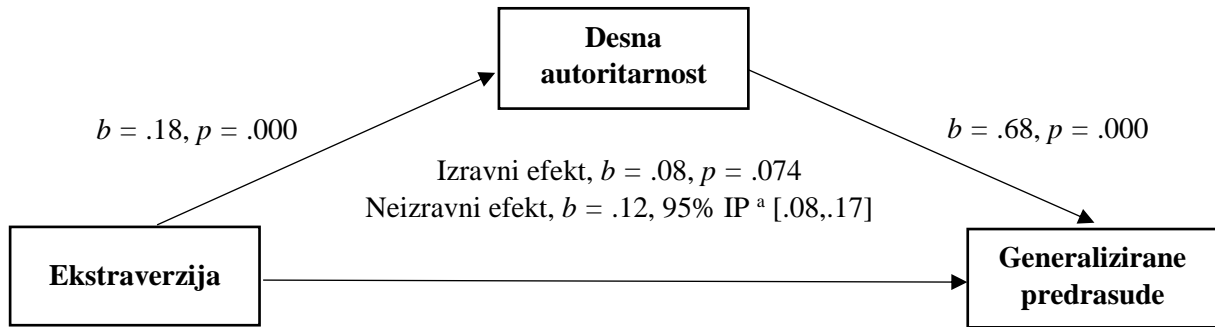 Desna
autoritarnost
b = .18, p = .000
b = .68, p = .000
Izravni efekt, b = .08, p = .074
Neizravni efekt, b = .12, 95% IP ᵃ [.08,.17]
Ekstraverzija
Generalizirane
predrasude